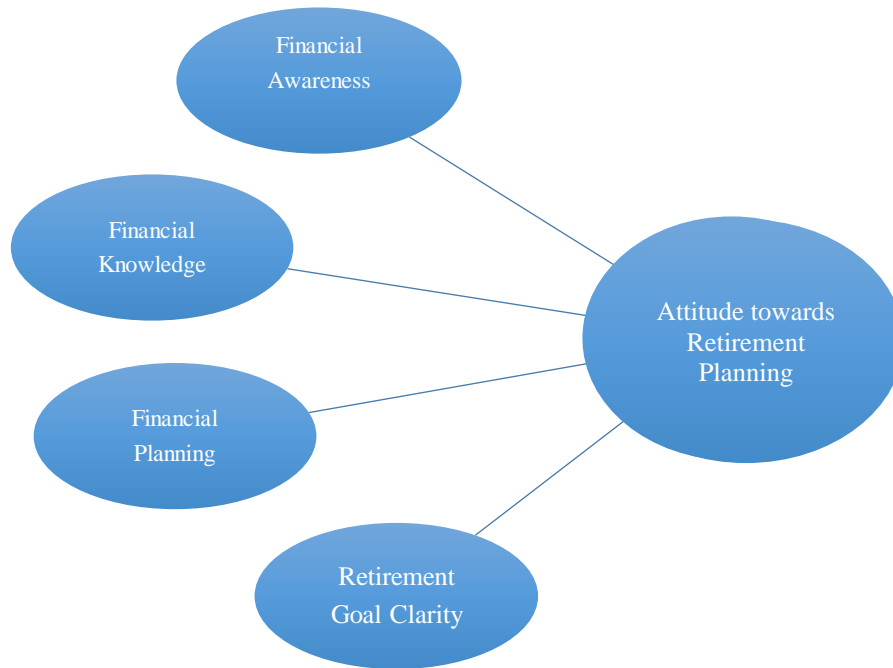 Financial
Awareness
Financial
Knowledge
Attitude towards
Retirement
Planning
Financial
Planning
Retirement
Goal Clarity